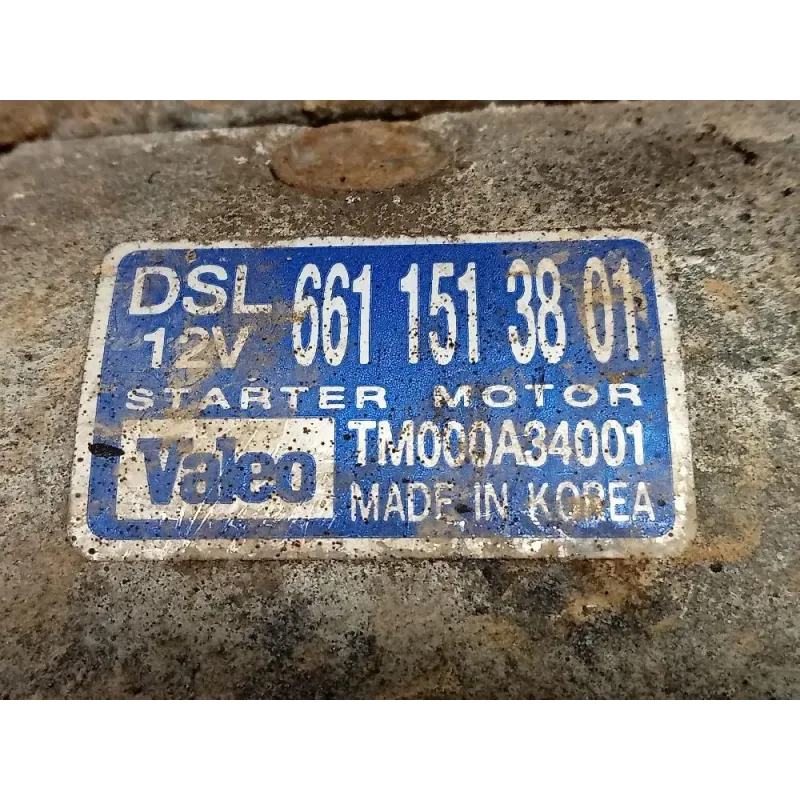 DSL 661 151 38 01
12V
STARTER MOTOR
Valeo TM000A34001
MADE IN KOREA